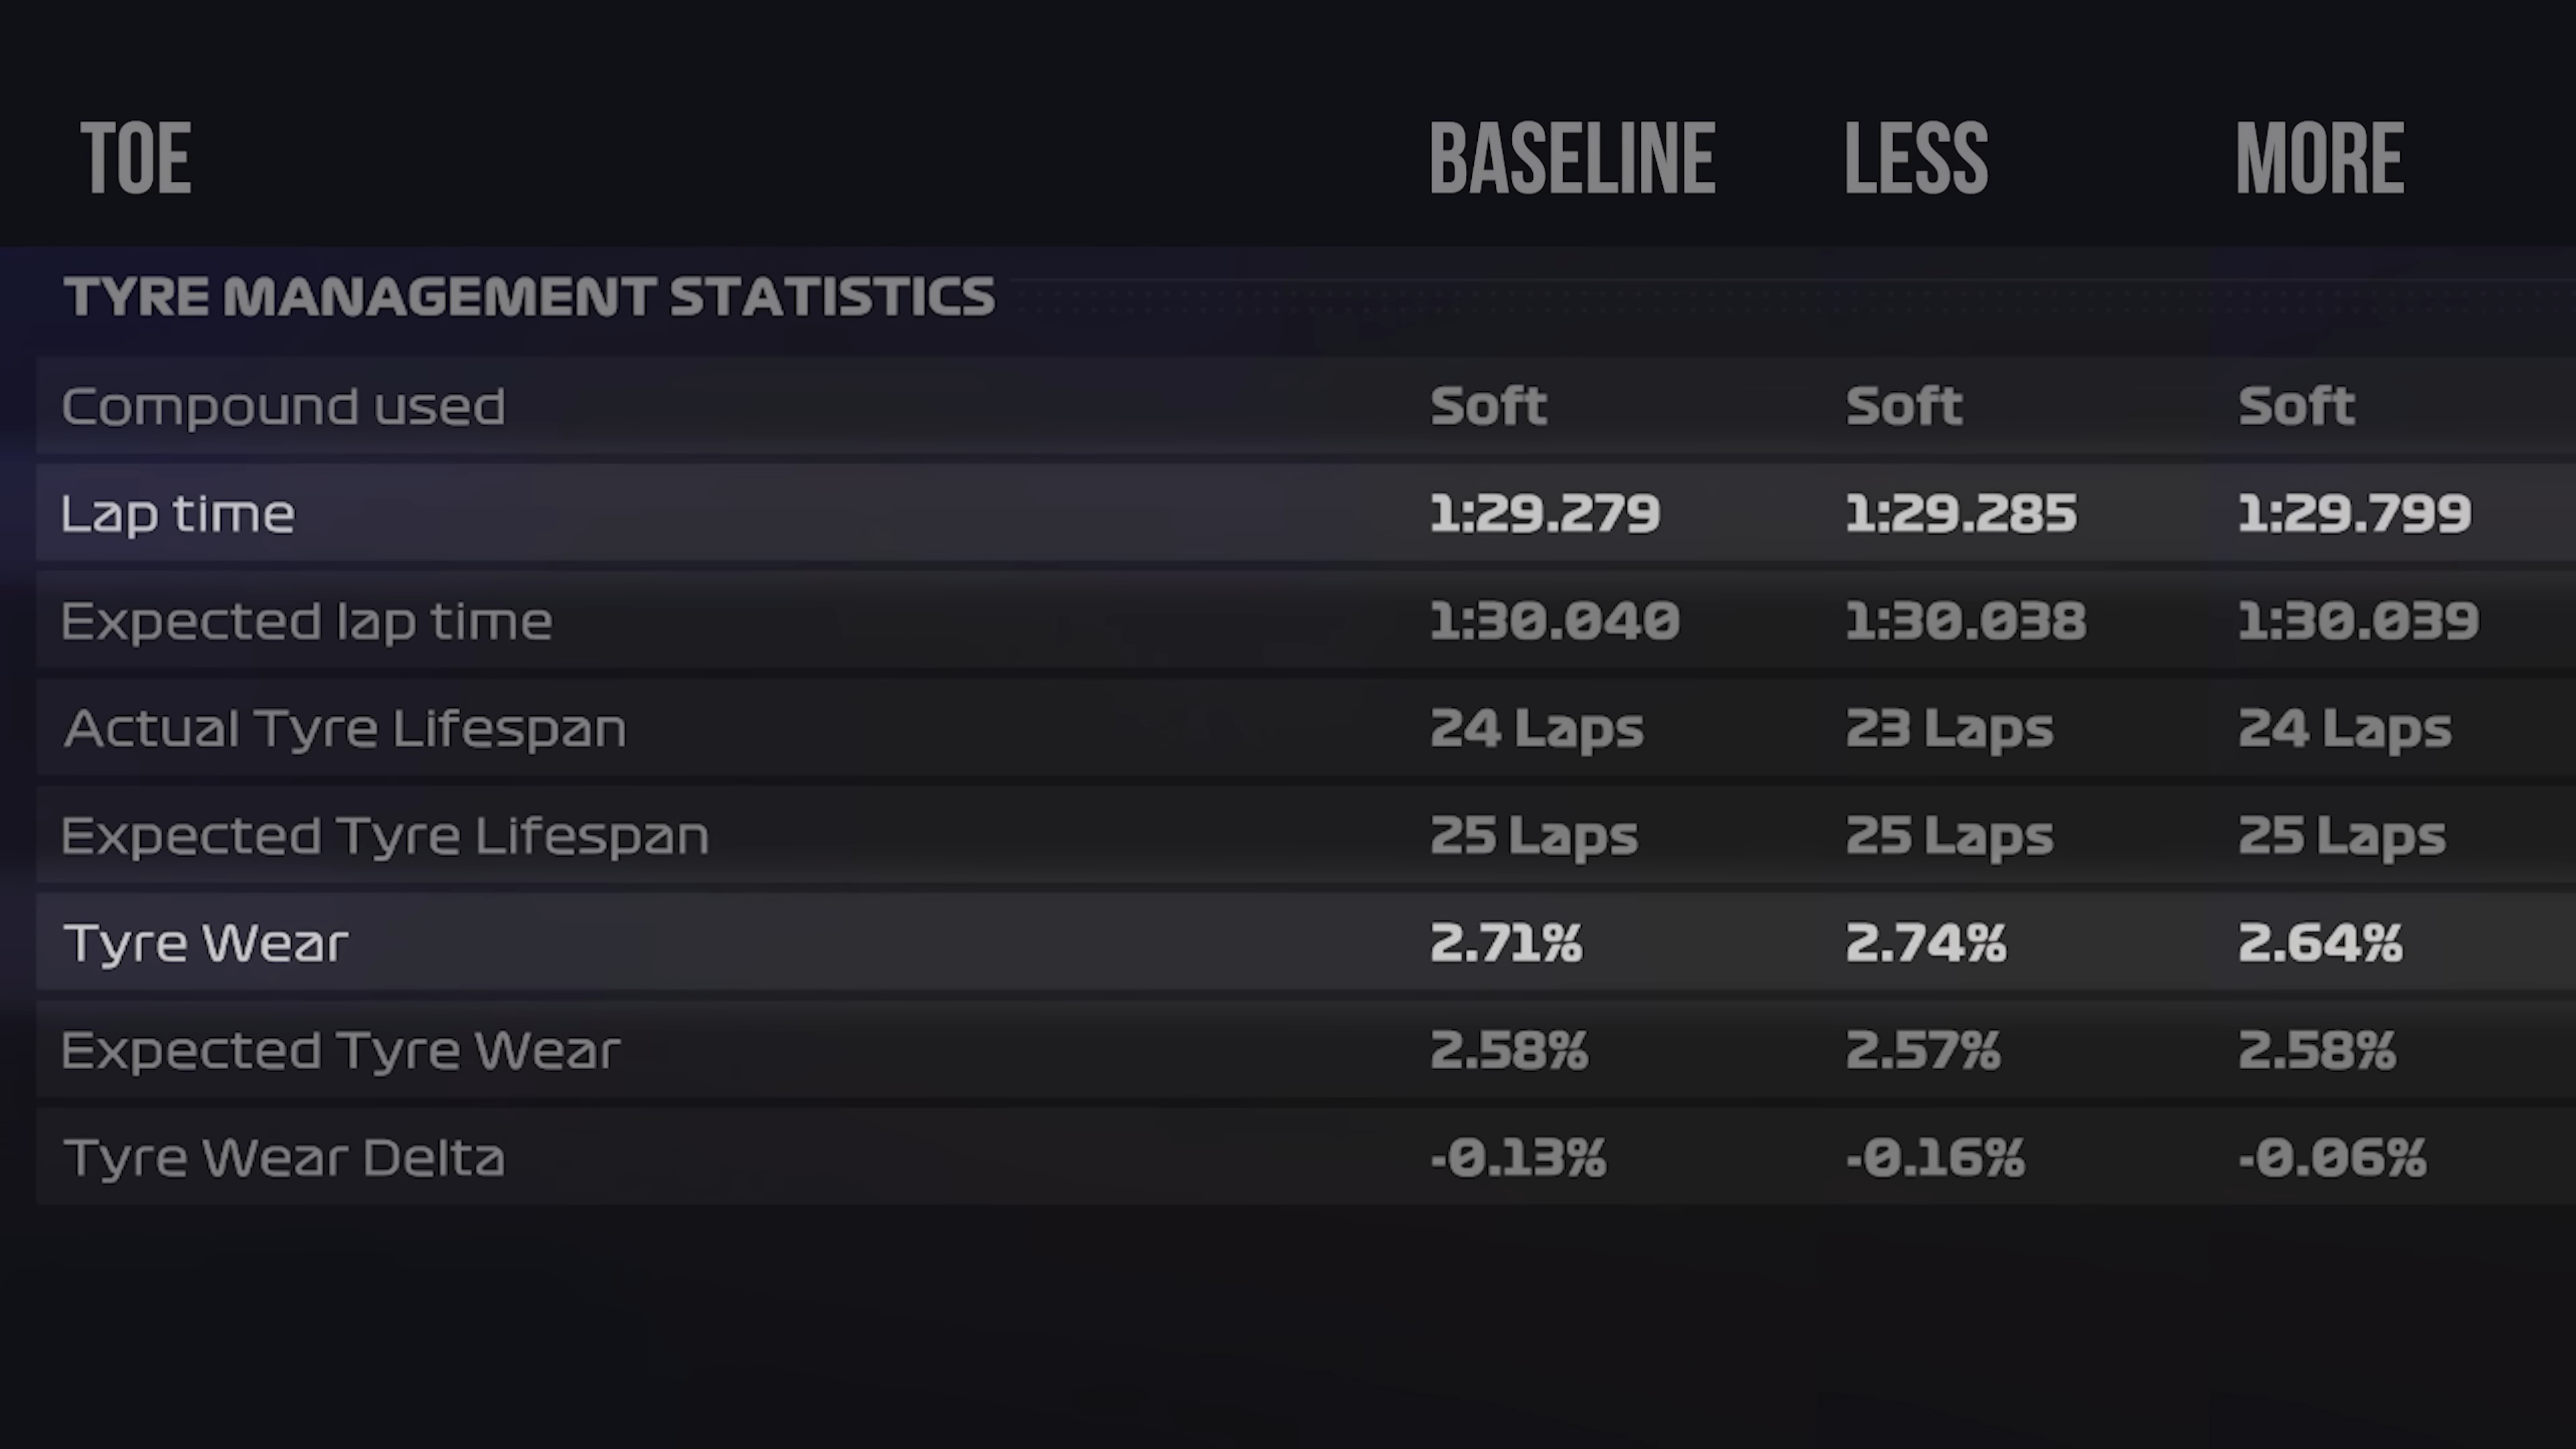 TOE BASELINE LESS MORE
TYRE MANAGEMENT STATISTICS
Compound used Soft Soft Soft
Lap time 1:29.279 1:29.285 1:29.799
Expected lap time 1:30.040 1:30.038 1:30.039
Actual Tyre Lifespan 24 Laps 23 Laps 24 Laps
Expected Tyre Lifespan 25 Laps 25 Laps 25 Laps
Tyre Wear 2.71% 2.74% 2.64%
Expected Tyre Wear 2.58% 2.57% 2.58%
Tyre Wear Delta -0.13% -0.16% -0.06%